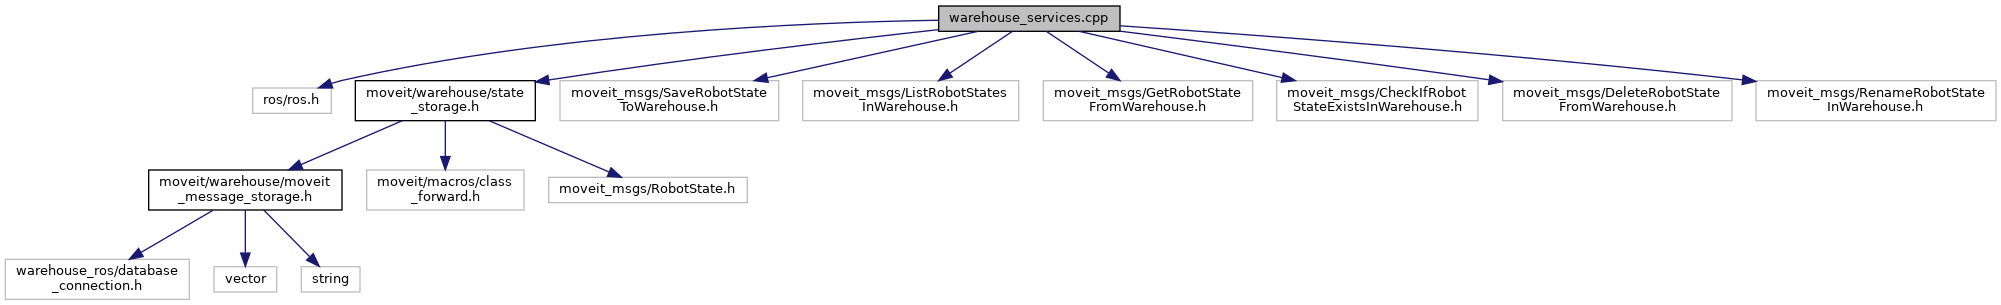 warehouse_services.cpp
ros/ros.h
moveit/warehouse/state
_storage.h
moveit_msgs/SaveRobotState
ToWarehouse.h
moveit_msgs/ListRobotStates
InWarehouse.h
moveit_msgs/GetRobotState
FromWarehouse.h
moveit_msgs/CheckIfRobot
StateExistsInWarehouse.h
moveit_msgs/DeleteRobotState
FromWarehouse.h
moveit_msgs/RenameRobotState
InWarehouse.h
moveit/warehouse/moveit
_message_storage.h
moveit/macros/class
_forward.h
moveit_msgs/RobotState.h
warehouse_ros/database
_connection.h
vector
string